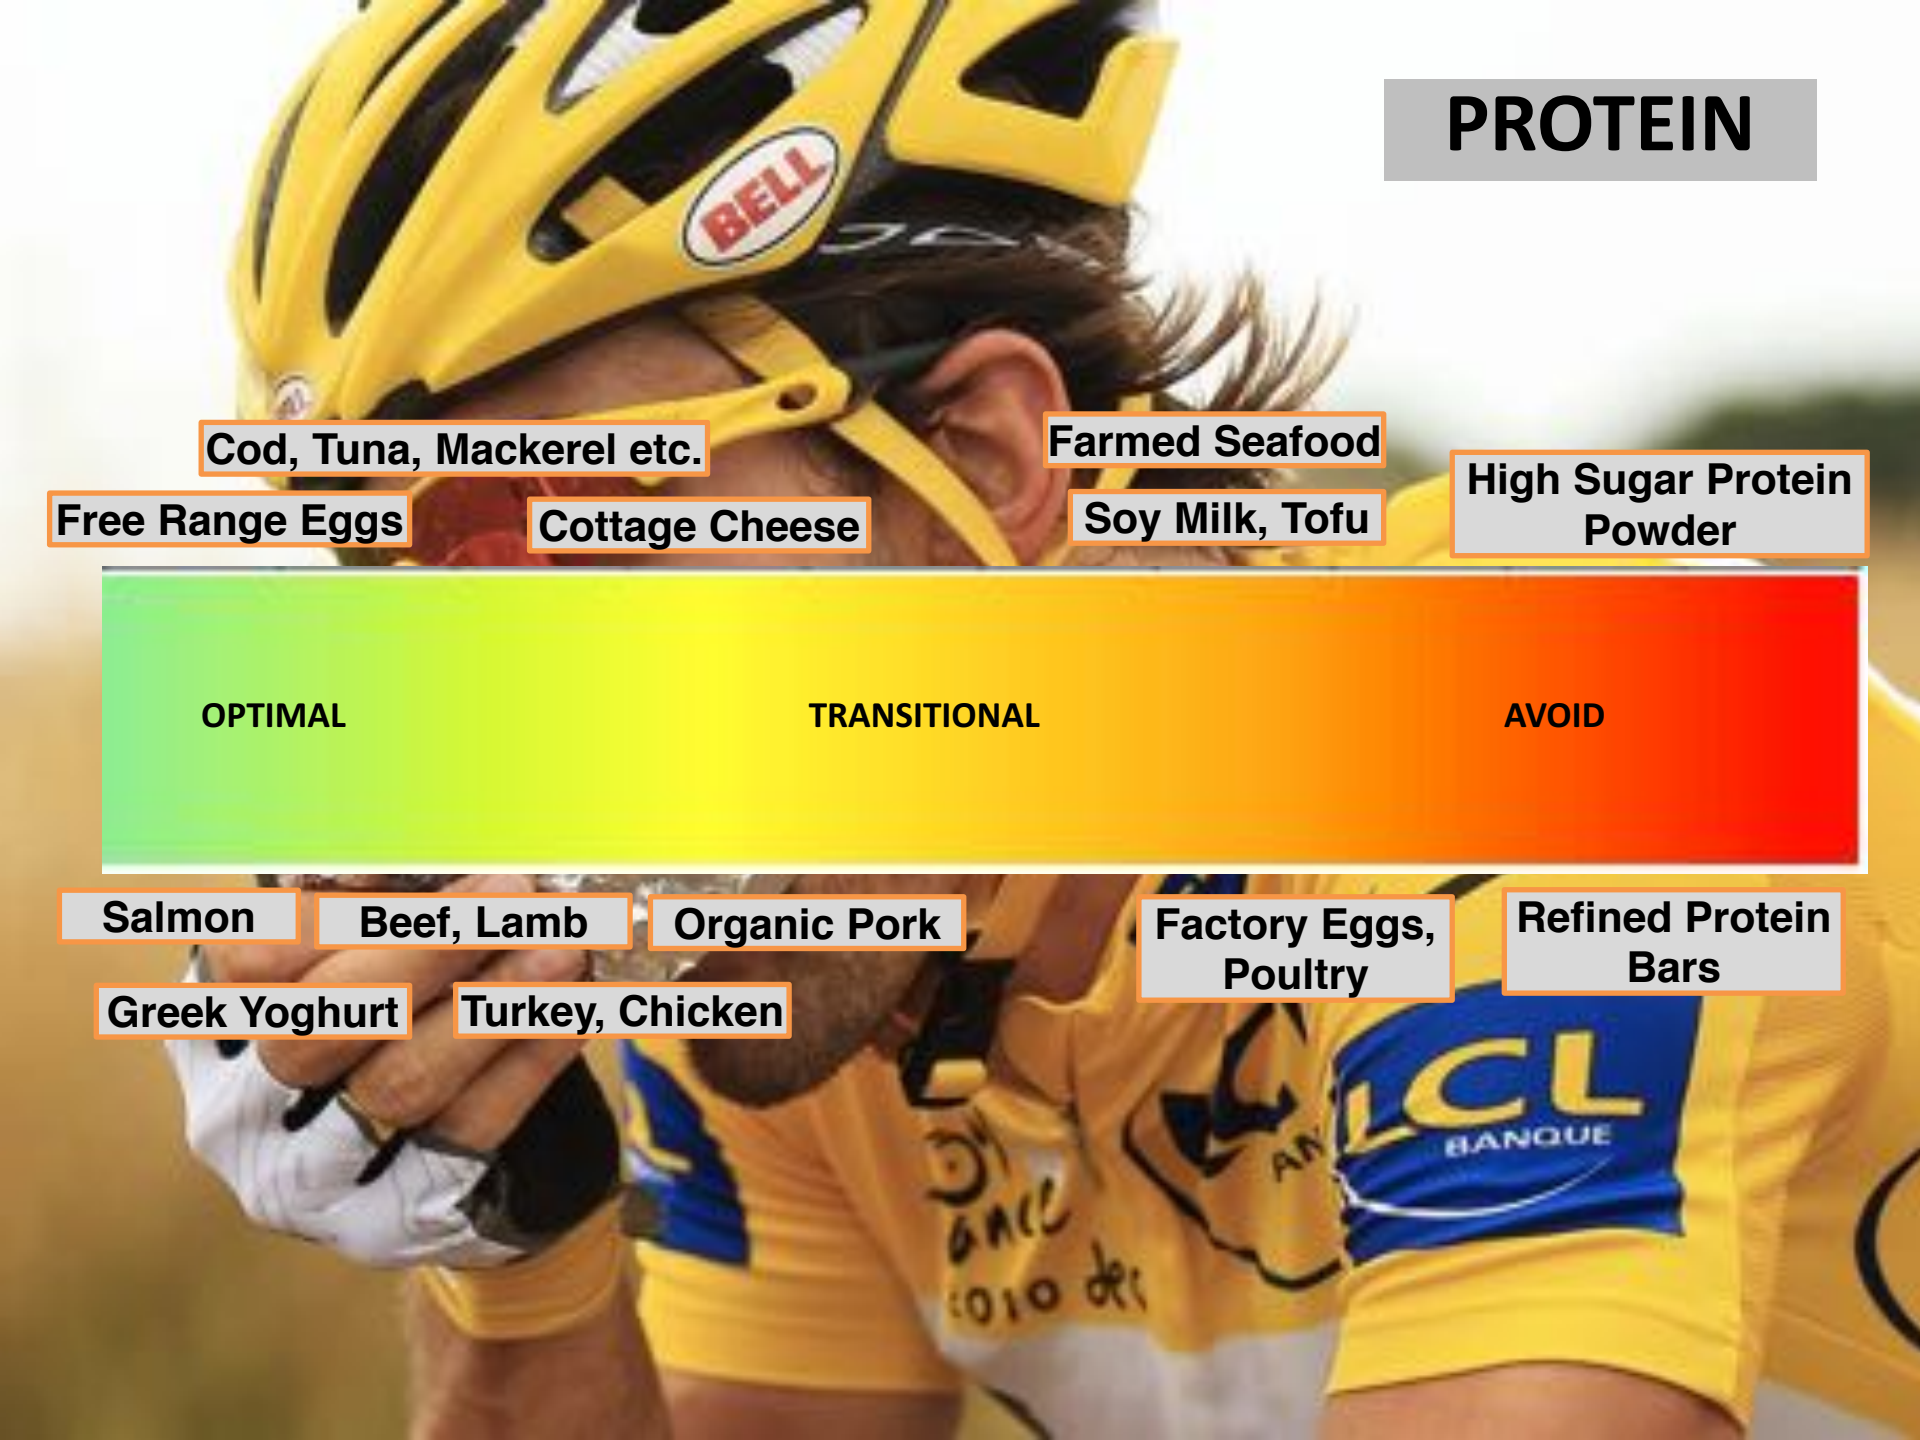 PROTEIN
BELL
Cod, Tuna, Mackerel etc.
Farmed Seafood
High Sugar Protein
Powder
Free Range Eggs
Cottage Cheese
Soy Milk, Tofu
OPTIMAL
TRANSITIONAL
AVOID
Salmon
Beef, Lamb
Organic Pork
Factory Eggs,
Poultry
Refined Protein
Bars
Greek Yoghurt
Turkey, Chicken
LCL
BANQUE